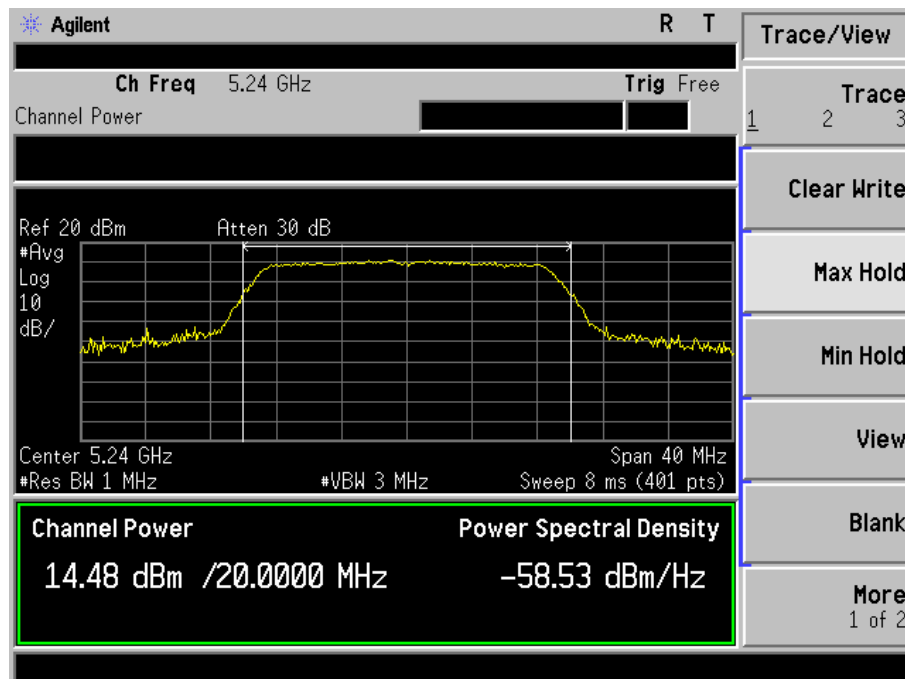 Agilent R T
Trace/View
Ch Freq 5.24 GHz Trig Free
Channel Power
Trace
1 2 3
Clear Write
Ref 20 dBm Atten 30 dB
#Avg
Log
10
dB/
Max Hold
Min Hold
View
Center 5.24 GHz Span 40 MHz
#Res BW 1 MHz #VBW 3 MHz Sweep 8 ms (401 pts)
Channel Power Power Spectral Density
14.48 dBm /20.0000 MHz -58.53 dBm/Hz
Blank
More
1 of 2